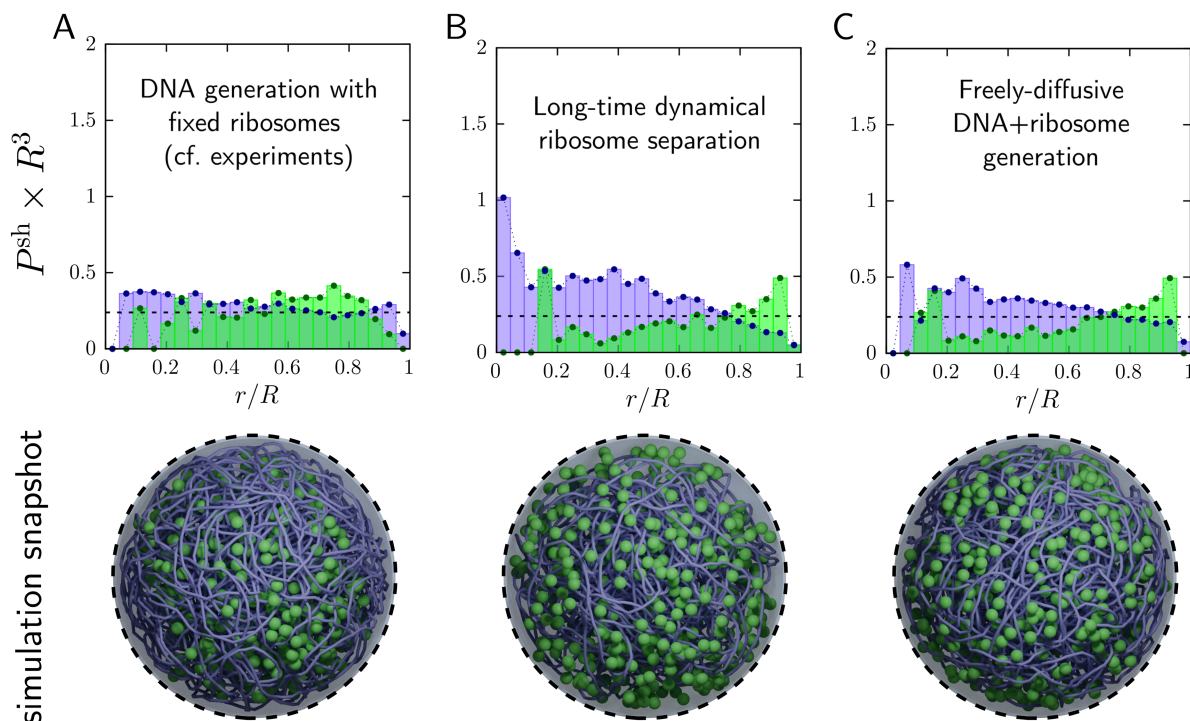 A
2
1.5
1
0.5
0
0
0.2
0.4
0.6
0.8
1
P^sh × R^3
r/R
DNA generation with
fixed ribosomes
(cf. experiments)
B
2
1.5
1
0.5
0
0
0.2
0.4
0.6
0.8
1
r/R
Long-time dynamical
ribosome separation
C
2
1.5
1
0.5
0
0
0.2
0.4
0.6
0.8
1
r/R
Freely-diffusive
DNA+ribosome
generation
simulation snapshot